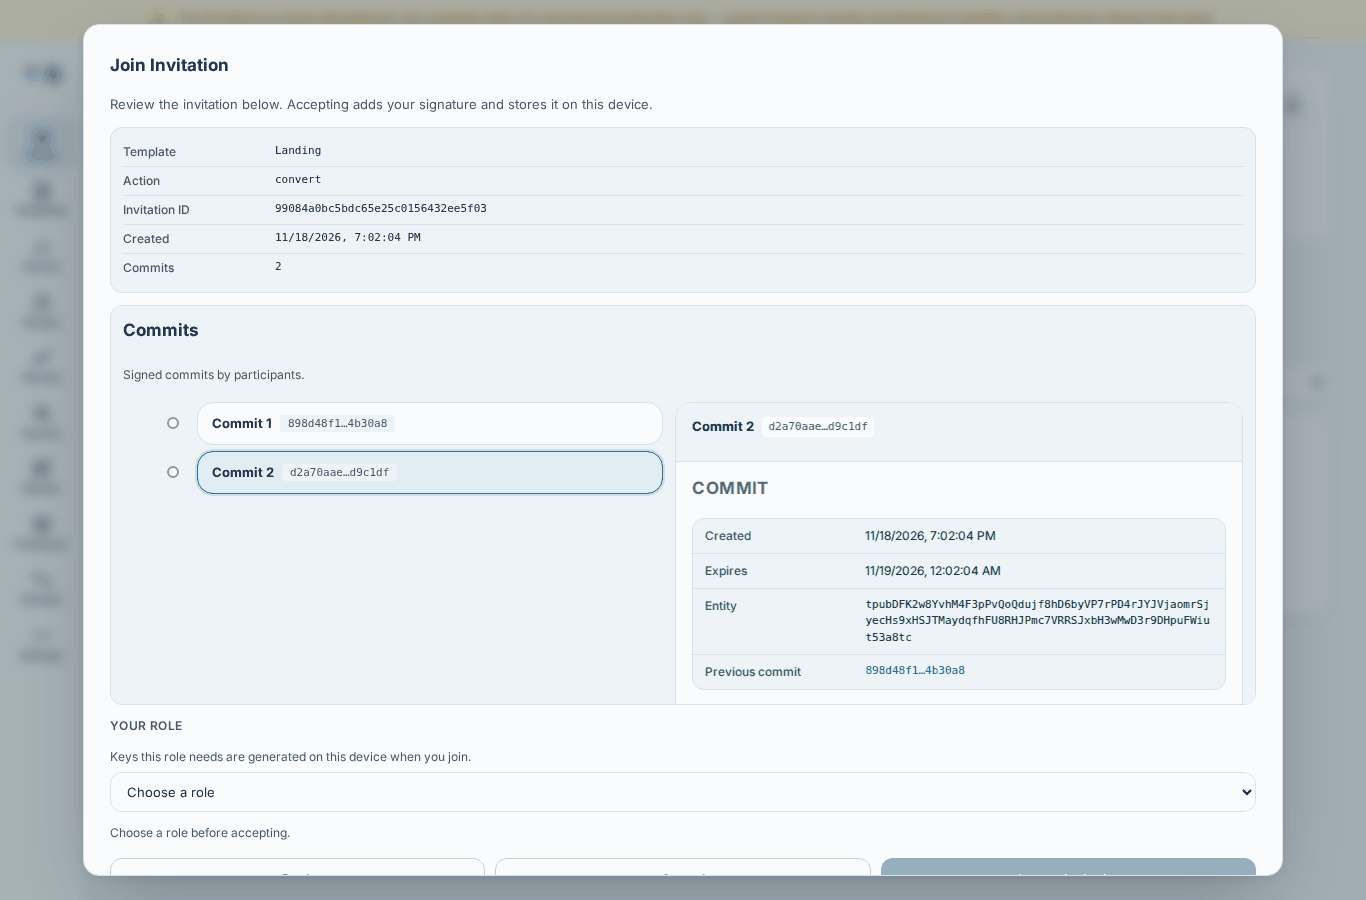 Join Invitation
Review the invitation below. Accepting adds your signature and stores it on this device.
Template Landing
Action convert
Invitation ID 99084a0bc5bdc65e25c0156432ee5f03
Created 11/18/2026, 7:02:04 PM
Commits 2
Commits
Signed commits by participants.
Commit 1 898d48f1…4b30a8
Commit 2 d2a70aae…d9c1df
Commit 2 d2a70aae…d9c1df
COMMIT
Created 11/18/2026, 7:02:04 PM
Expires 11/19/2026, 12:02:04 AM
Entity tpubDFK2w8YvhM4F3pPvQoQdujf8hD6byVP7rPD4rJYJVjaomrSj
yecHs9xHSJTMaydqfhFU8RHJPmc7VRRSJxbH3wMwD3r9DHpuFWiu
t53a8tc
Previous commit 898d48f1…4b30a8
YOUR ROLE
Keys this role needs are generated on this device when you join.
Choose a role
Choose a role before accepting.